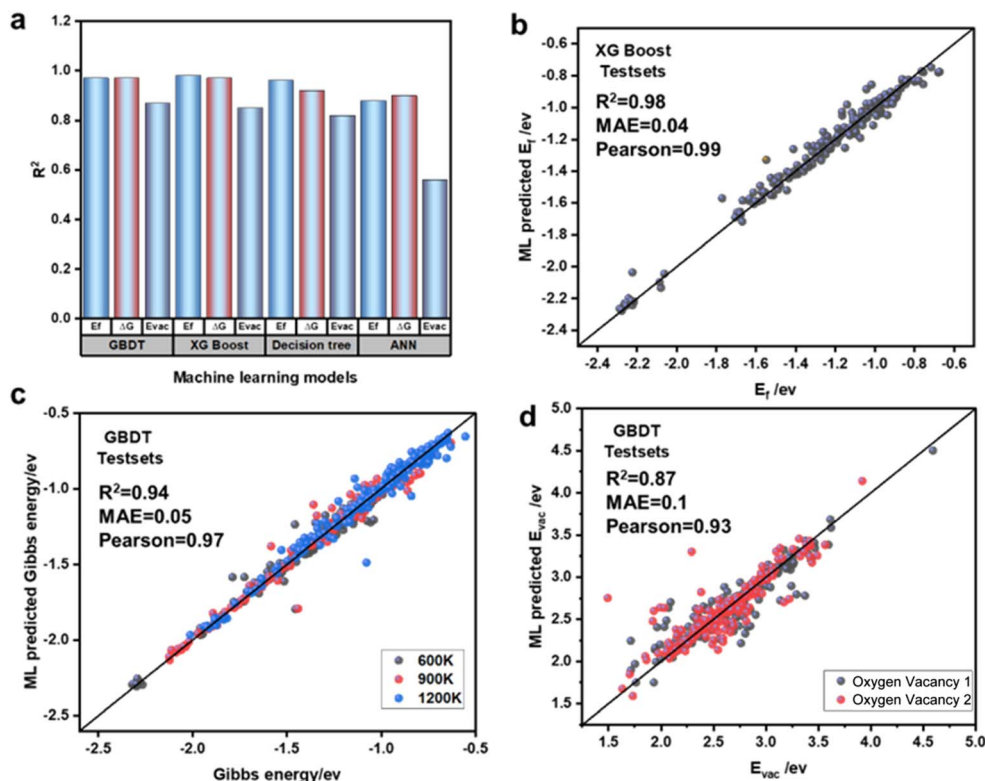 a
1.2
1.0
0.8
0.6
0.4
0.2
0.0
R²
Ef ΔG Evac Ef ΔG Evac Ef ΔG Evac Ef ΔG Evac
GBDT XG Boost Decision tree ANN
Machine learning models
b
-0.6
-0.8
-1.0
-1.2
-1.4
-1.6
-1.8
-2.0
-2.2
-2.4
ML predicted E_f /ev
XG Boost
Testsets
R²=0.98
MAE=0.04
Pearson=0.99
-2.4 -2.2 -2.0 -1.8 -1.6 -1.4 -1.2 -1.0 -0.8 -0.6
E_f /ev
c
-0.5
-1.0
-1.5
-2.0
-2.5
ML predicted Gibbs energy/ev
GBDT
Testsets
R²=0.94
MAE=0.05
Pearson=0.97
600K
900K
1200K
-2.5 -2.0 -1.5 -1.0 -0.5
Gibbs energy/ev
d
5.0
4.5
4.0
3.5
3.0
2.5
2.0
1.5
ML predicted E_vac /ev
GBDT
Testsets
R²=0.87
MAE=0.1
Pearson=0.93
Oxygen Vacancy 1
Oxygen Vacancy 2
1.5 2.0 2.5 3.0 3.5 4.0 4.5 5.0
E_vac /ev